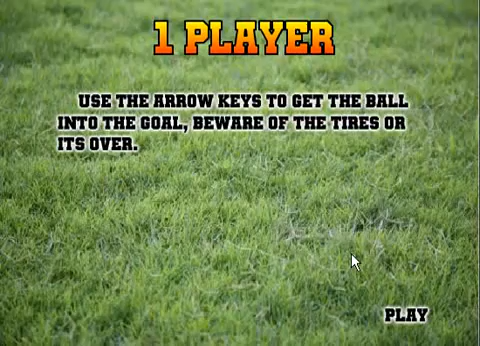 1 PLAYER
USE THE ARROW KEYS TO GET THE BALL
INTO THE GOAL, BEWARE OF THE TIRES OR
ITS OVER.
PLAY